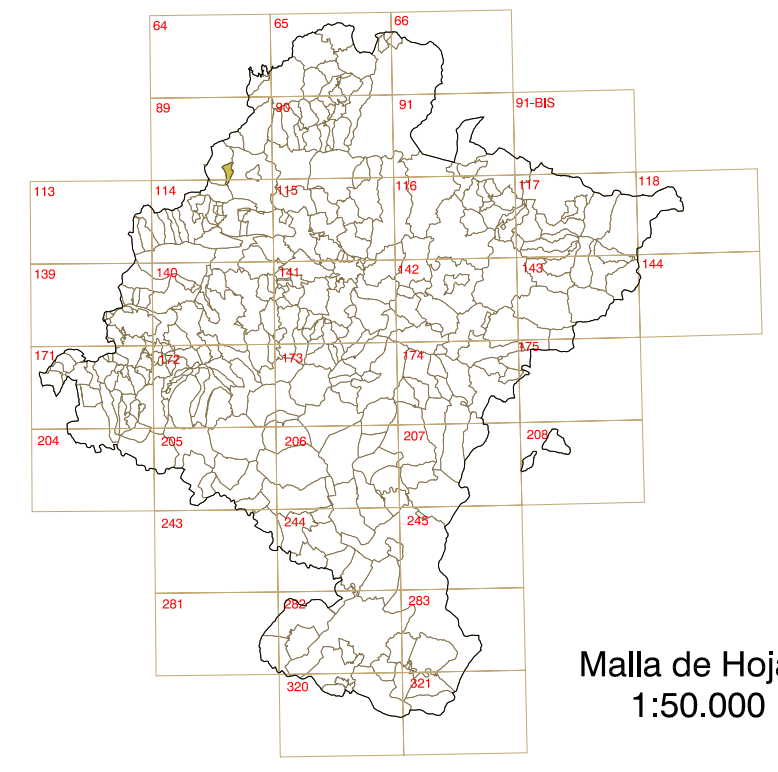 64 65 66
89 90 91 91-BIS
113 114 115 116 117 118
139 140 141 142 143 144
171 172 173 174 175
204 205 206 207 208
243 244 245
281 282 283
320 321
Malla de Hoja
1:50.000